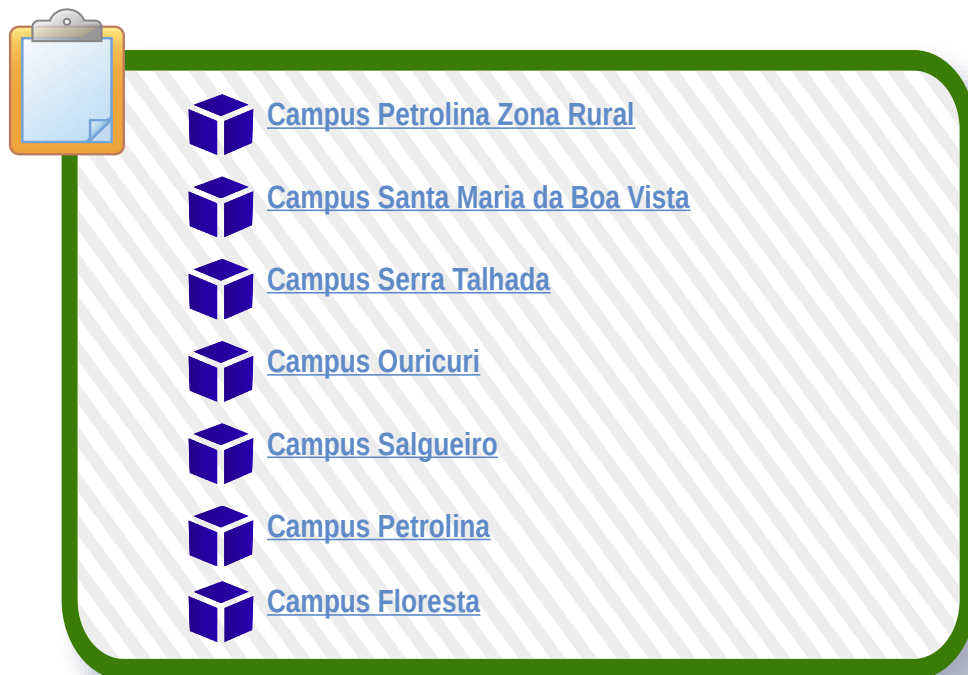 Campus Petrolina Zona Rural
Campus Santa Maria da Boa Vista
Campus Serra Talhada
Campus Ouricuri
Campus Salgueiro
Campus Petrolina
Campus Floresta